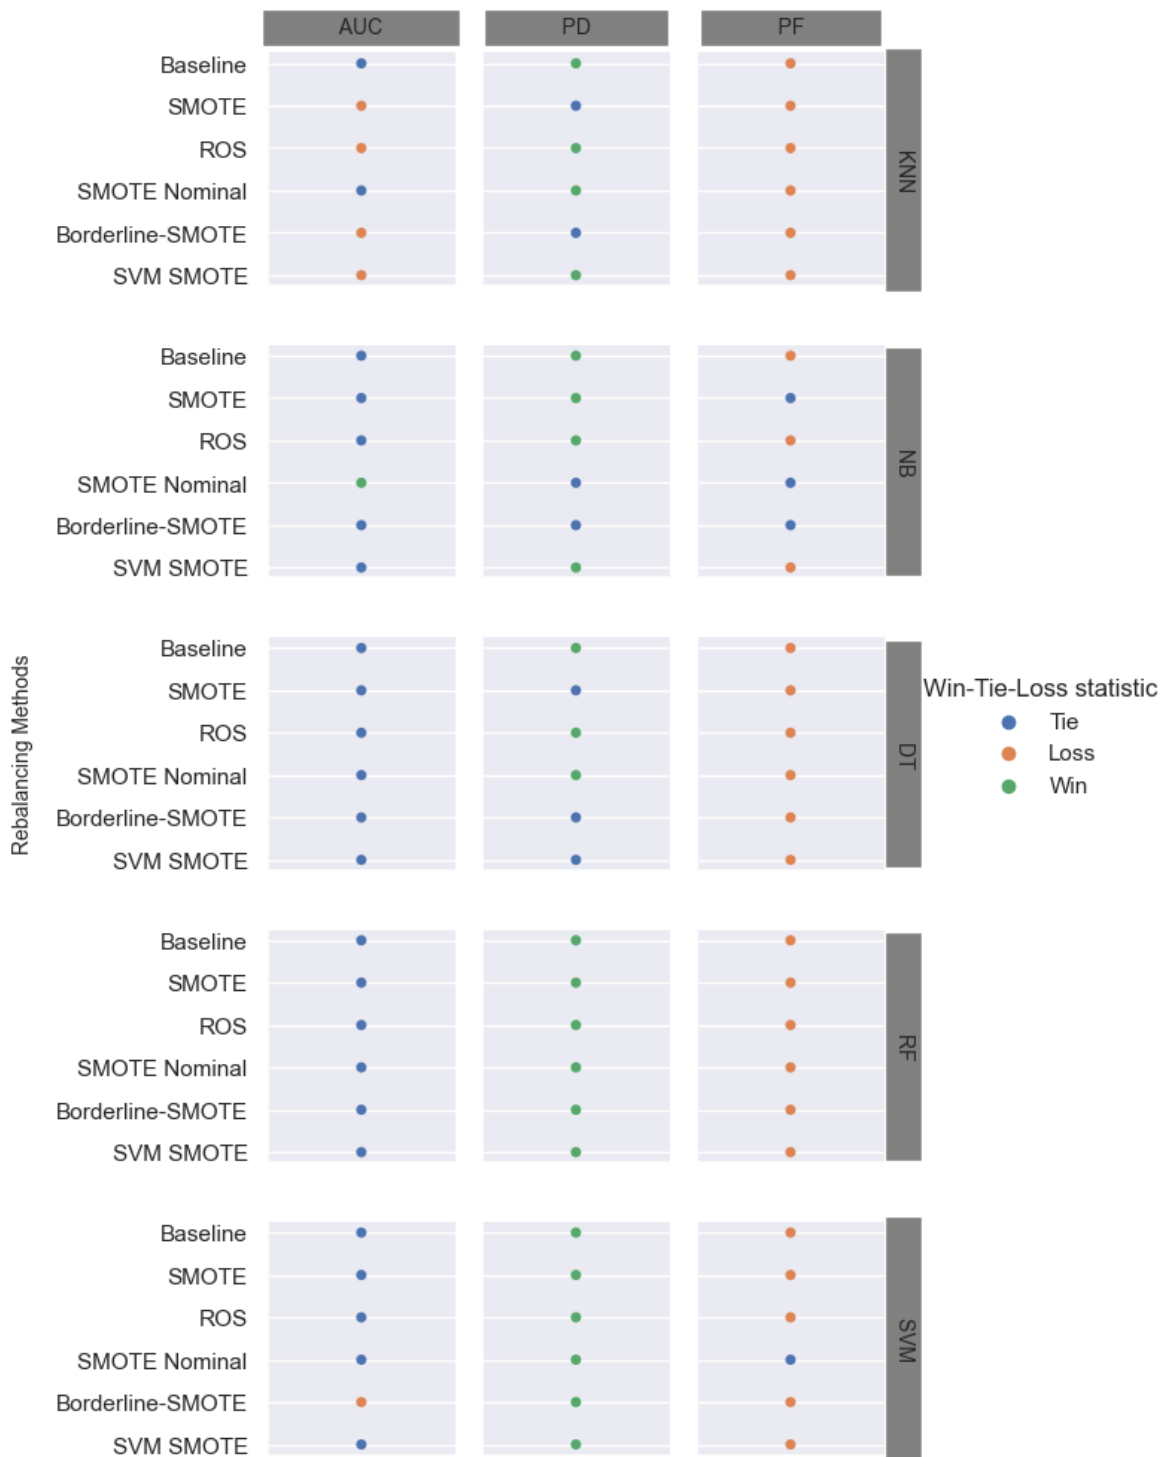 AUC PD PF
Baseline
SMOTE
ROS
SMOTE Nominal
Borderline-SMOTE
SVM SMOTE
KNN
Baseline
SMOTE
ROS
SMOTE Nominal
Borderline-SMOTE
SVM SMOTE
NB
Rebalancing Methods
Baseline
SMOTE
ROS
SMOTE Nominal
Borderline-SMOTE
SVM SMOTE
DT
Win-Tie-Loss statistic
Tie
Loss
Win
Baseline
SMOTE
ROS
SMOTE Nominal
Borderline-SMOTE
SVM SMOTE
RF
Baseline
SMOTE
ROS
SMOTE Nominal
Borderline-SMOTE
SVM SMOTE
SVM